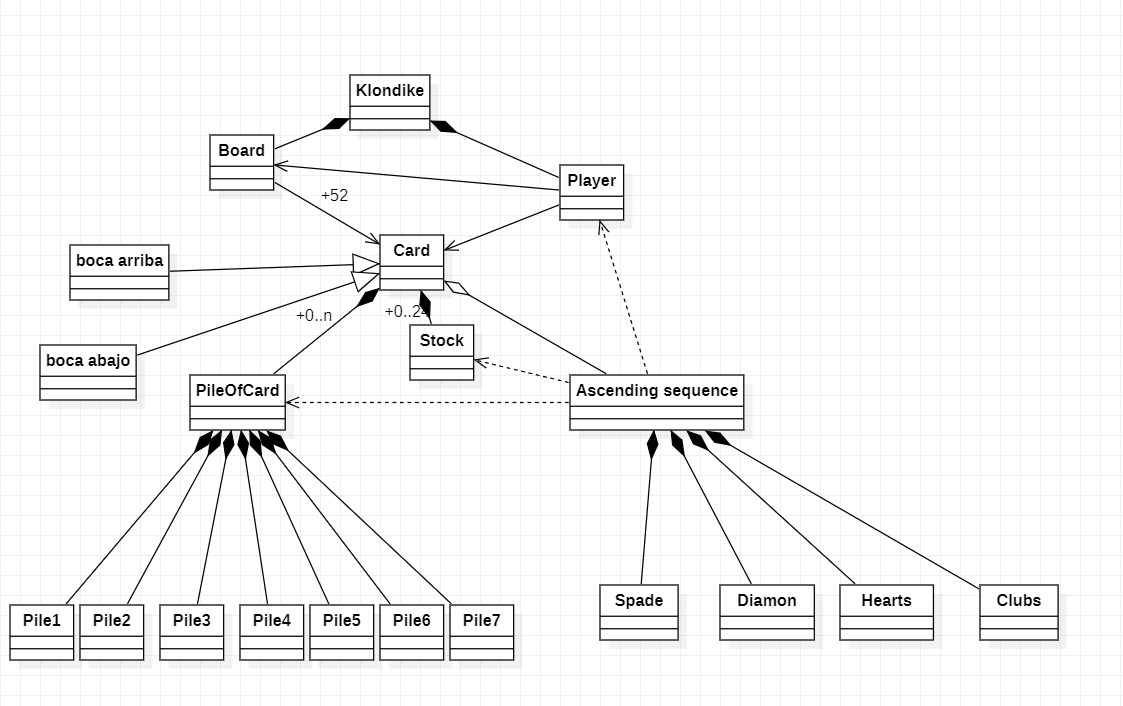 Klondike
Board
Player
+52
Card
boca arriba
+0..n
+0..24
Stock
boca abajo
PileOfCard
Ascending sequence
Pile1
Pile2
Pile3
Pile4
Pile5
Pile6
Pile7
Spade
Diamon
Hearts
Clubs